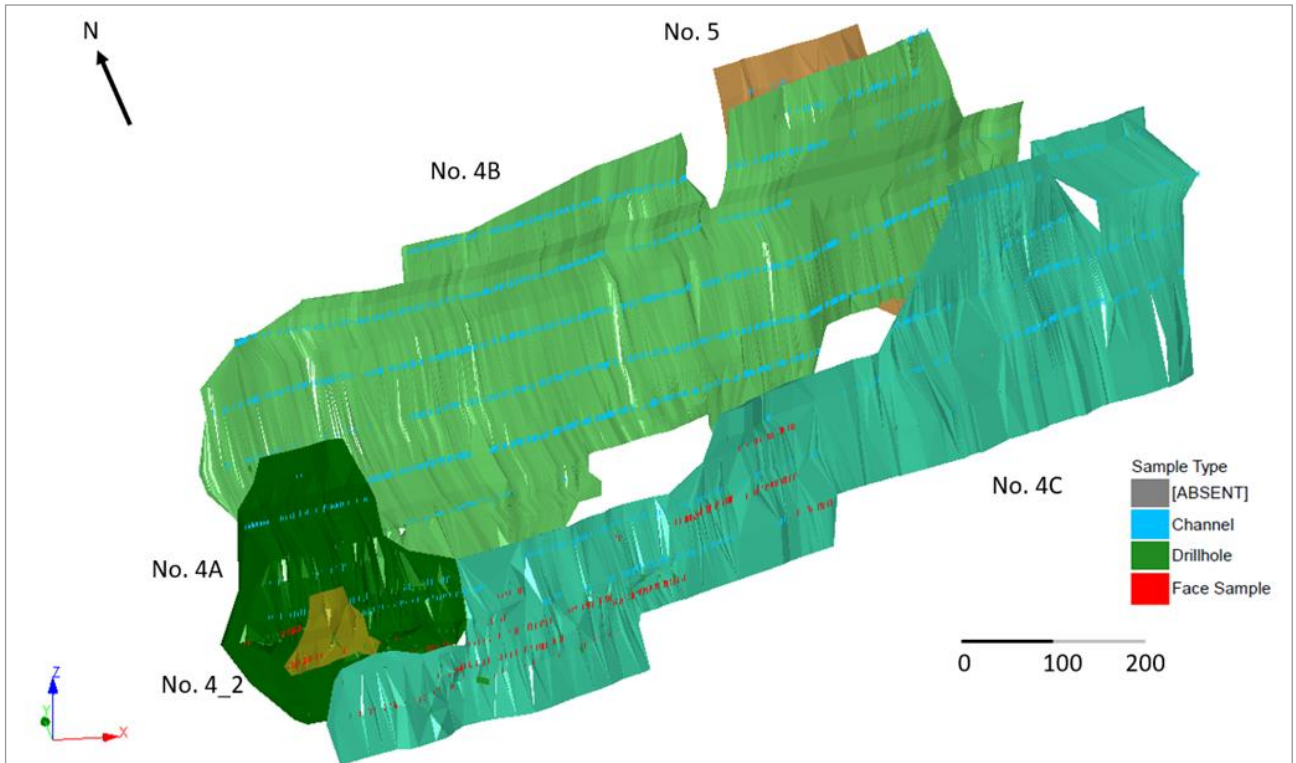 N
No. 5
No. 4B
No. 4C
Sample Type
[ABSENT]
Channel
Drillhole
Face Sample
No. 4A
No. 4_2
0 100 200
Z
Y
X